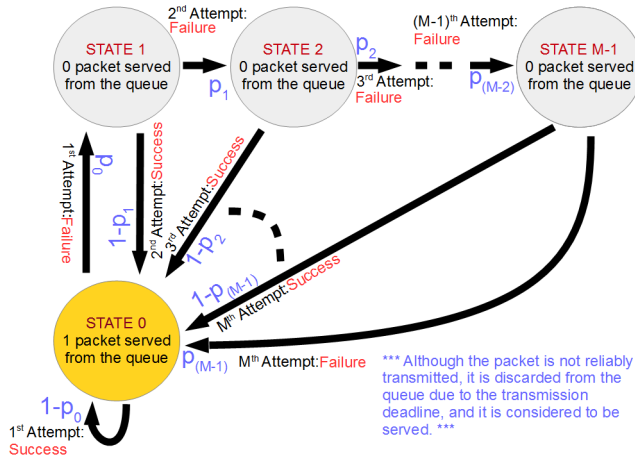 2nd Attempt:
Failure
STATE 1
0 packet served
from the queue
p1
STATE 2
0 packet served
from the queue
p2
3rd Attempt:
Failure
(M-1)th Attempt:
Failure
p(M-2)
STATE M-1
0 packet served
from the queue
1st Attempt:Failure
p0
1-p1
2nd Attempt:Success
3rd Attempt:Success
1-p2
1-p(M-1)
Mth Attempt:Success
STATE 0
1 packet served
from the queue
p(M-1)
Mth Attempt:Failure
1-p0
1st Attempt:
Success
*** Although the packet is not reliably
transmitted, it is discarded from the
queue due to the transmission
deadline, and it is considered to be
served. ***